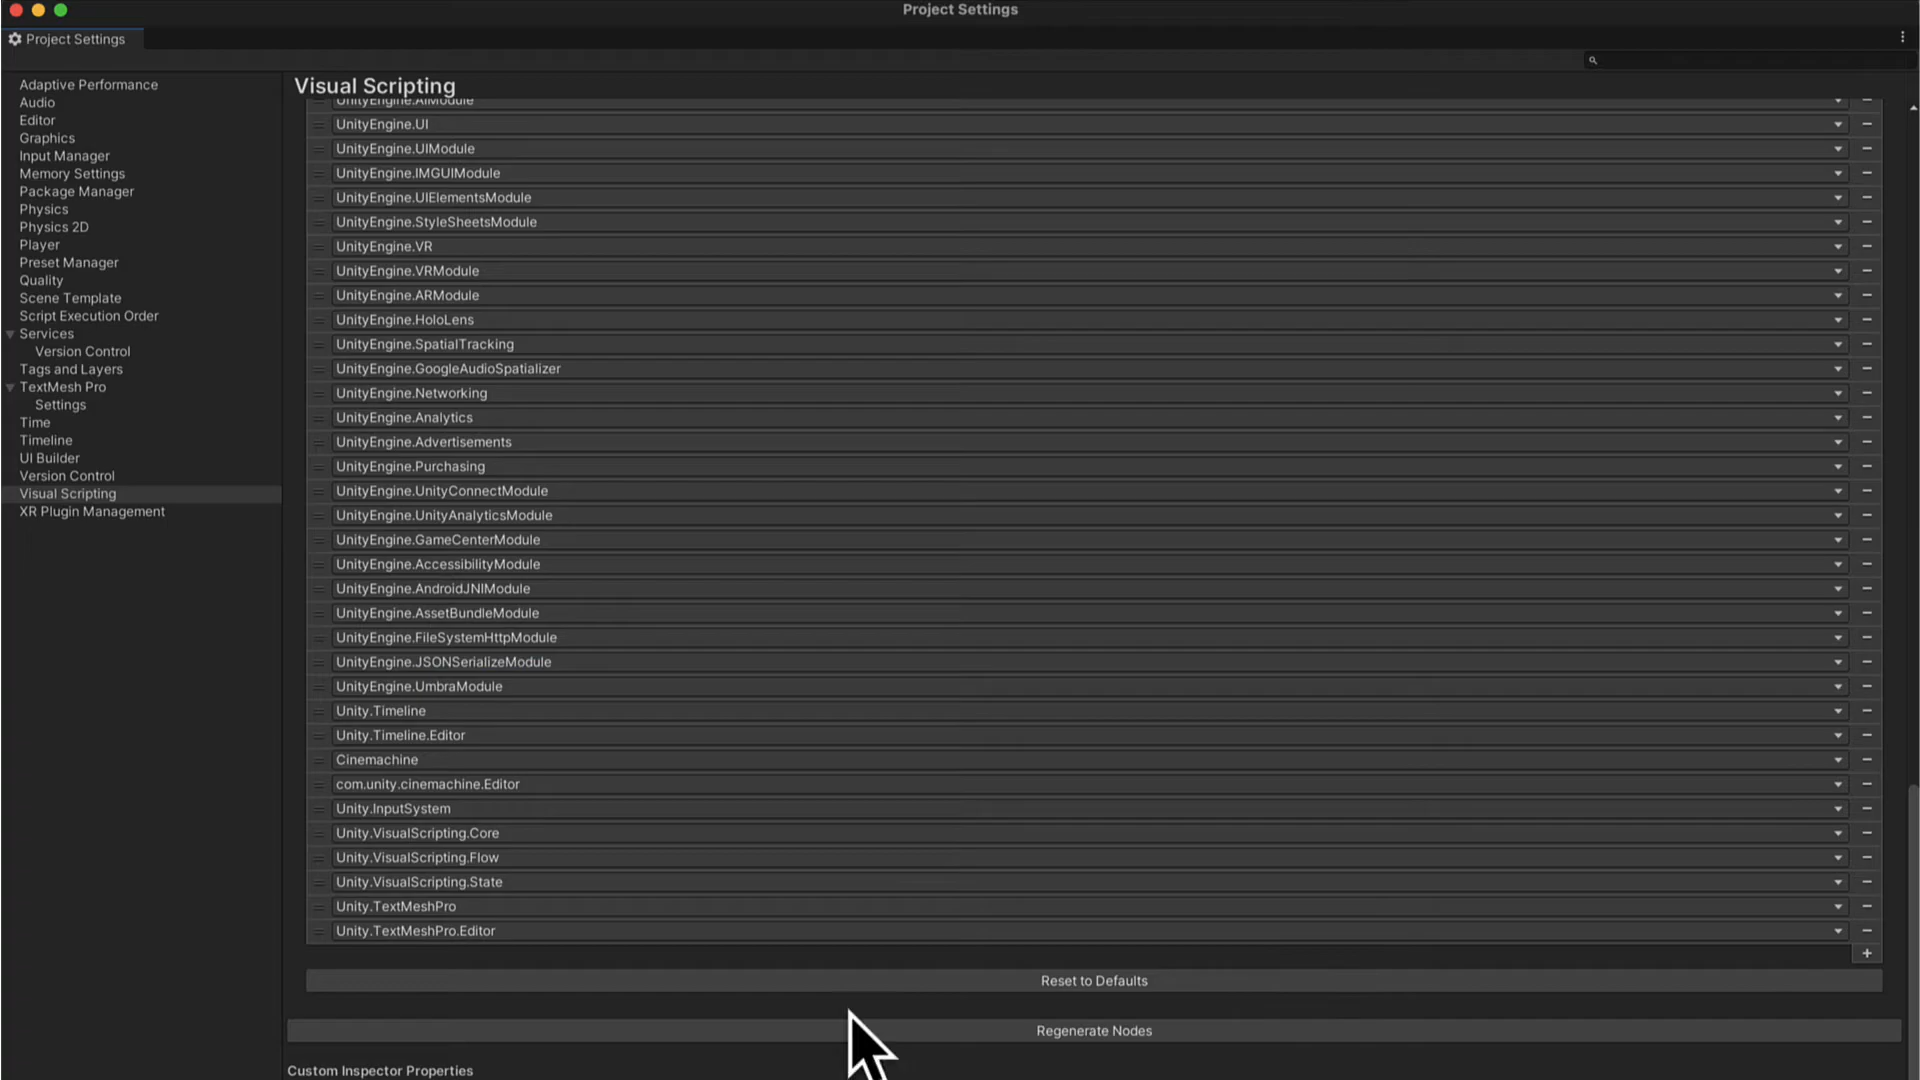 Project Settings
Project Settings
Adaptive Performance
Audio
Editor
Graphics
Input Manager
Memory Settings
Package Manager
Physics
Physics 2D
Player
Preset Manager
Quality
Scene Template
Script Execution Order
Services
Version Control
Tags and Layers
TextMesh Pro
Settings
Time
Timeline
UI Builder
Version Control
Visual Scripting
XR Plugin Management
Visual Scripting
UnityEngine.AIModule
UnityEngine.UI
UnityEngine.UIModule
UnityEngine.IMGUIModule
UnityEngine.UIElementsModule
UnityEngine.StyleSheetsModule
UnityEngine.VR
UnityEngine.VRModule
UnityEngine.ARModule
UnityEngine.HoloLens
UnityEngine.SpatialTracking
UnityEngine.GoogleAudioSpatializer
UnityEngine.Networking
UnityEngine.Analytics
UnityEngine.Advertisements
UnityEngine.Purchasing
UnityEngine.UnityConnectModule
UnityEngine.UnityAnalyticsModule
UnityEngine.GameCenterModule
UnityEngine.AccessibilityModule
UnityEngine.AndroidJNIModule
UnityEngine.AssetBundleModule
UnityEngine.FileSystemHttpModule
UnityEngine.JSONSerializeModule
UnityEngine.UmbraModule
Unity.Timeline
Unity.Timeline.Editor
Cinemachine
com.unity.cinemachine.Editor
Unity.InputSystem
Unity.VisualScripting.Core
Unity.VisualScripting.Flow
Unity.VisualScripting.State
Unity.TextMeshPro
Unity.TextMeshPro.Editor
Reset to Defaults
Regenerate Nodes
Custom Inspector Properties